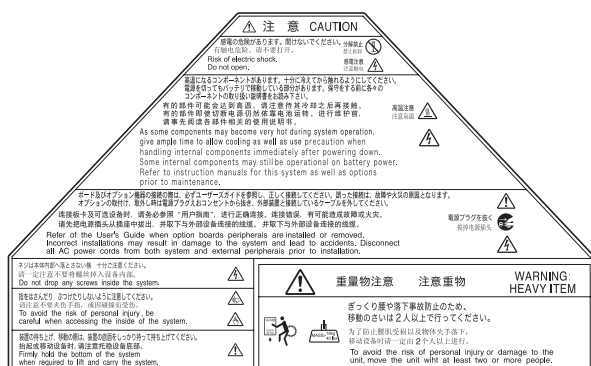 注 意 CAUTION
感電の危険があります。開けないでください。
有触电危险。请不要打开。
Risk of electric shock.
Do not open.
分解禁止
禁止拆卸
感電注意
注意触电
高温になるコンポーネントがあります。十分に冷えてから触れるようにしてください。
電源を切ってもバッテリで稼動している部分があります。保守をする前に各々の
コンポーネントの取り扱い説明書をお読み下さい。
有的部件可能会达到高温。请注意待其冷却之后再接触。
有的部件即使切断电源仍然依靠电池运转。进行维护前，
请事先阅读各部件相关的使用说明书。
As some components may become very hot during system operation,
give ample time to allow cooling as well as use precaution when
handling internal components immediately after powering down.
Some internal components may still be operational on battery power.
Refer to instruction manuals for this system as well as options
prior to maintenance.
高温注意
注意高温
ボード及びオプション機器の接続の際は、必ずユーザーズガイドを参照し、正しく接続してください。誤った接続は、故障や火災の原因となります。
オプションの取付け、取外し時は電源プラグをおコンセントから抜き、外部装置と接続しているケーブルを外してください。
连接板卡及可选设备时，请务必参照“用户指南”，进行正确连接。连接错误，有可能造成故障或火灾。
请先把电源插头从插座中拔出，并取下与外部设备连接的线缆，并取下与外部设备连接的线缆。
Refer of the User's Guide when option boards peripherais are installed or removed.
Incorrect installations may result in damage to the system and lead to accidents. Disconnect
all AC power cords from both system and external peripherals prior to installation.
電源プラグを抜く
拔掉电源插头
ネジは本体内部へ落とさない様 十分ご注意ください。
请一定注意不要将螺丝掉入设备内部。
Do not drop any screws inside the system.
指をはさんだり ぶつけたりしないように注意してください。
请注意不要夹伤手指，或因碰撞而受伤。
To avoid the risk of personal injury , be
careful when accessing the inside of the system.
装置の持ち上げ、移動の際は、装置の底面をしっかり持って持ち上げてください。
抬起或移动设备时，请注意托稳设备底部。
Firmly hold the bottom of the system
when required to lift and carry the system.
重量物注意 注意重物 WARNING:
HEAVY ITEM
ぎっくり腰や落下事故防止のため、
移動のさいは２人以上で行ってください。
为了防止腰肌受损以及物体失手落下，
移动设备时请一定由２个人以上进行。
To avoid the risk of personal injury or damage to the
unit, move the unit wiht at least two or more people.
MASS: